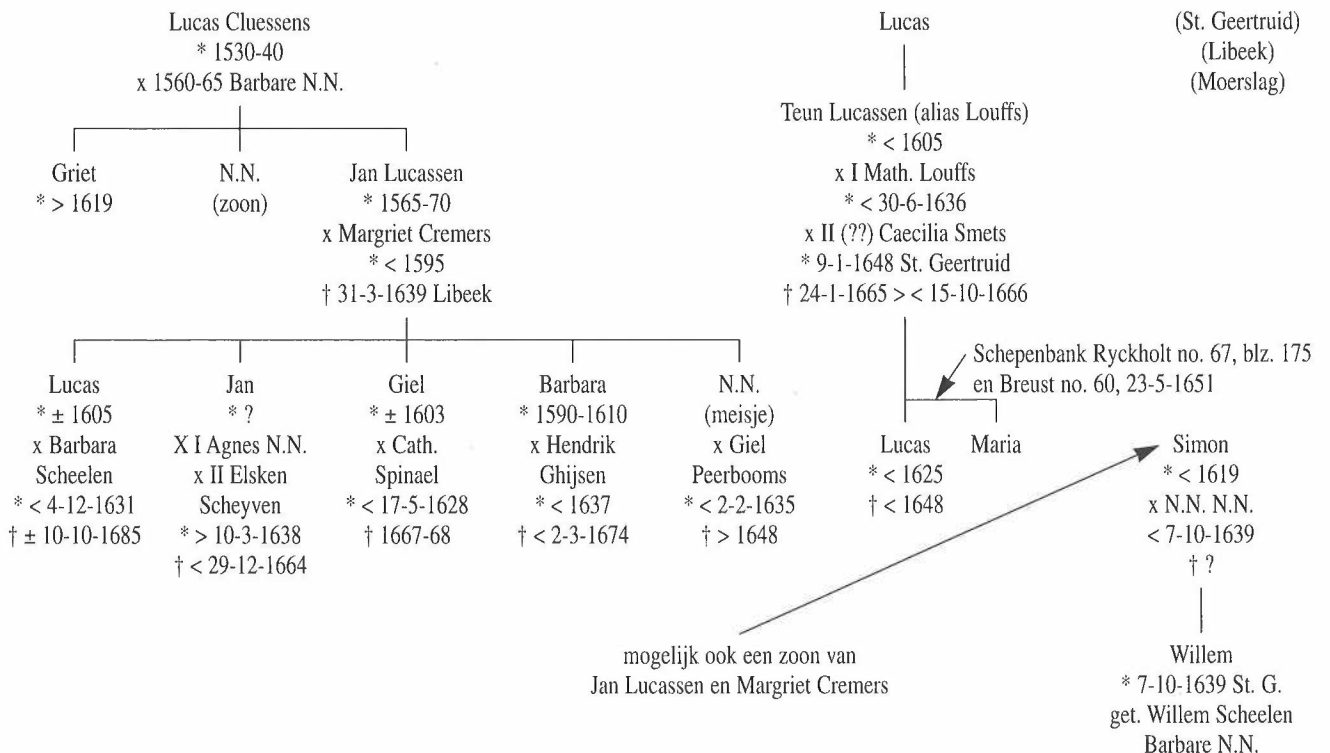 Lucas Cluessens
* 1530-40
x 1560-65 Barbare N.N.
Griet
* > 1619
N.N.
(zoon)
Jan Lucassen
* 1565-70
x Margriet Cremers
* < 1595
† 31-3-1639 Libeek
Lucas
* ± 1605
x Barbara
Scheelen
* < 4-12-1631
† ± 10-10-1685
Jan
* ?
X I Agnes N.N.
x II Elsken
Scheyven
* > 10-3-1638
† < 29-12-1664
Giel
* ± 1603
x Cath.
Spinael
* < 17-5-1628
† 1667-68
Barbara
* 1590-1610
x Hendrik
Ghijsen
* < 1637
† < 2-3-1674
N.N.
(meisje)
x Giel
Peerbooms
* < 2-2-1635
† > 1648
Lucas
Teun Lucassen (alias Louffs)
* < 1605
x I Math. Louffs
* < 30-6-1636
x II (??) Caecilia Smets
* 9-1-1648 St. Geertruid
† 24-1-1665 > < 15-10-1666
Schepenbank Ryckholt no. 67, blz. 175
en Breust no. 60, 23-5-1651
Lucas
* < 1625
† < 1648
Maria
Simon
* < 1619
x N.N. N.N.
< 7-10-1639
† ?
Willem
* 7-10-1639 St. G.
get. Willem Scheelen
Barbare N.N.
mogelijk ook een zoon van
Jan Lucassen en Margriet Cremers
(St. Geertruid)
(Libeek)
(Moerslag)